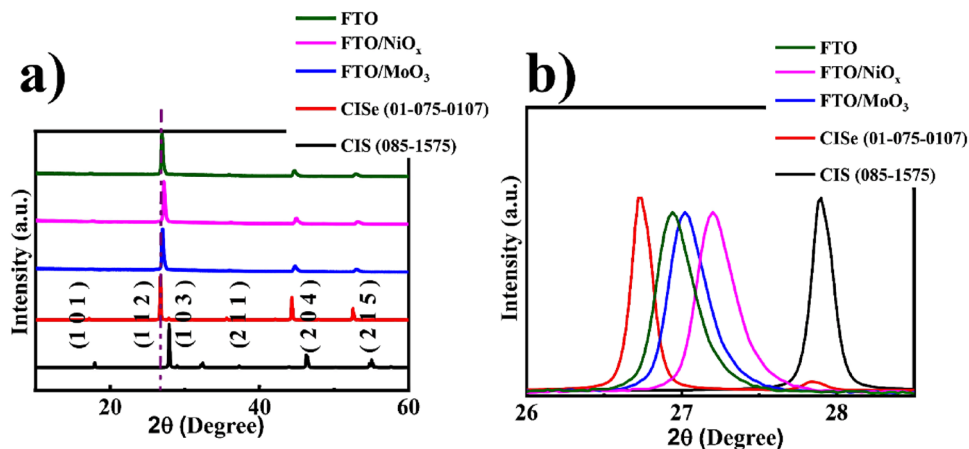 a)
FTO
FTO/NiOₓ
FTO/MoO₃
CISe (01-075-0107)
CIS (085-1575)
Intensity (a.u.)
(1 0 1)
(1 1 2)
(1 0 3)
(2 1 1)
(2 0 4)
(2 1 5)
20
40
60
2θ (Degree)
b)
FTO
FTO/NiOₓ
FTO/MoO₃
CISe (01-075-0107)
CIS (085-1575)
Intensity (a.u.)
26
27
28
2θ (Degree)